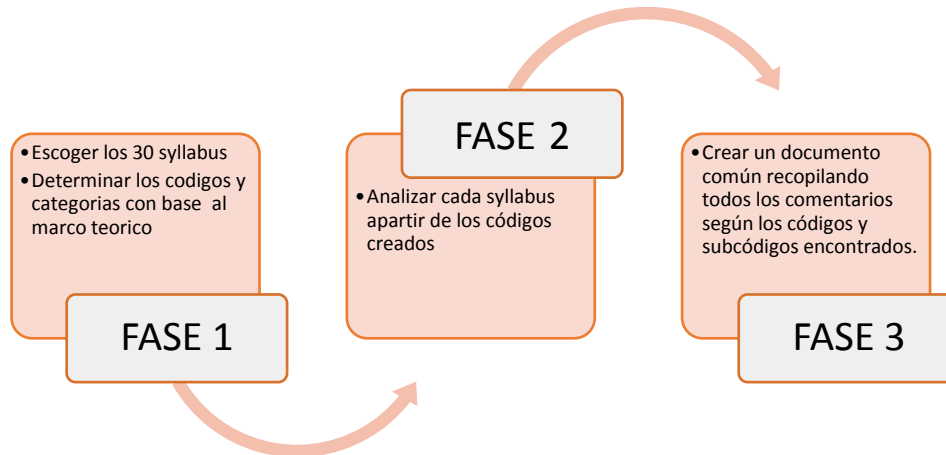 • Escoger los 30 syllabus
• Determinar los codigos y
categorias con base al
marco teorico
FASE 1
FASE 2
• Analizar cada syllabus
apartir de los códigos
creados
• Crear un documento
común recopilando
todos los comentarios
según los códigos y
subcódigos encontrados.
FASE 3